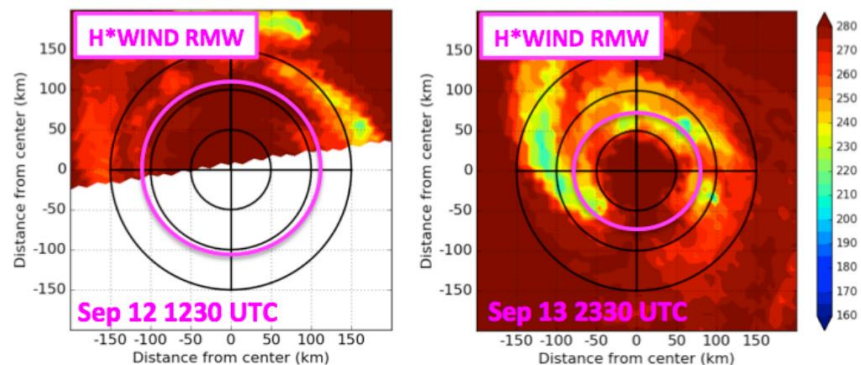 H*WIND RMW
200
150
100
50
0
-50
-100
-150
Distance from center (km)
Sep 12 1230 UTC
-150 -100 -50 0 50 100 150
Distance from center (km)
H*WIND RMW
200
150
100
50
0
-50
-100
-150
Distance from center (km)
Sep 13 2330 UTC
-150 -100 -50 0 50 100 150
Distance from center (km)
280
270
260
250
240
230
220
210
200
190
180
170
160